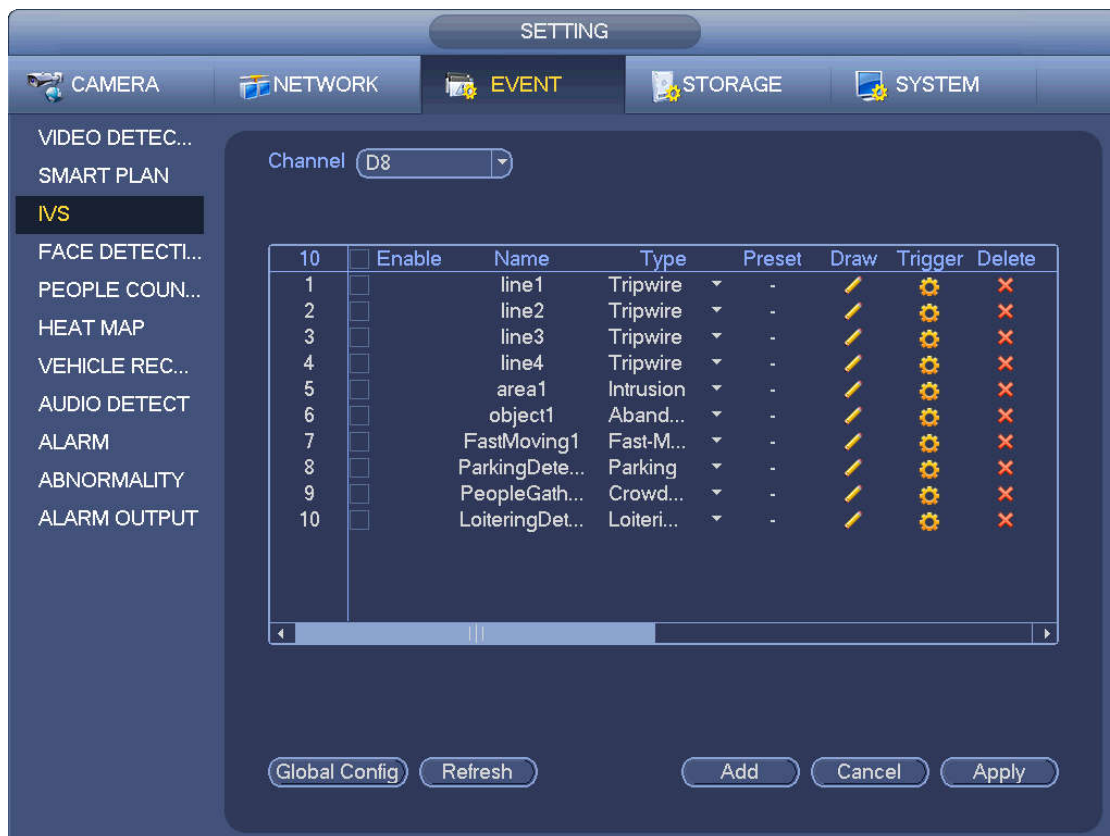 SETTING
CAMERA NETWORK EVENT STORAGE SYSTEM
VIDEO DETEC...
SMART PLAN
IVS
FACE DETECTI...
PEOPLE COUN...
HEAT MAP
VEHICLE REC...
AUDIO DETECT
ALARM
ABNORMALITY
ALARM OUTPUT
Channel D8
10 Enable Name Type Preset Draw Trigger Delete
1 line1 Tripwire -
2 line2 Tripwire -
3 line3 Tripwire -
4 line4 Tripwire -
5 area1 Intrusion -
6 object1 Aband... -
7 FastMoving1 Fast-M... -
8 ParkingDete... Parking -
9 PeopleGath... Crowd... -
10 LoiteringDet... Loiteri... -
Global Config Refresh Add Cancel Apply